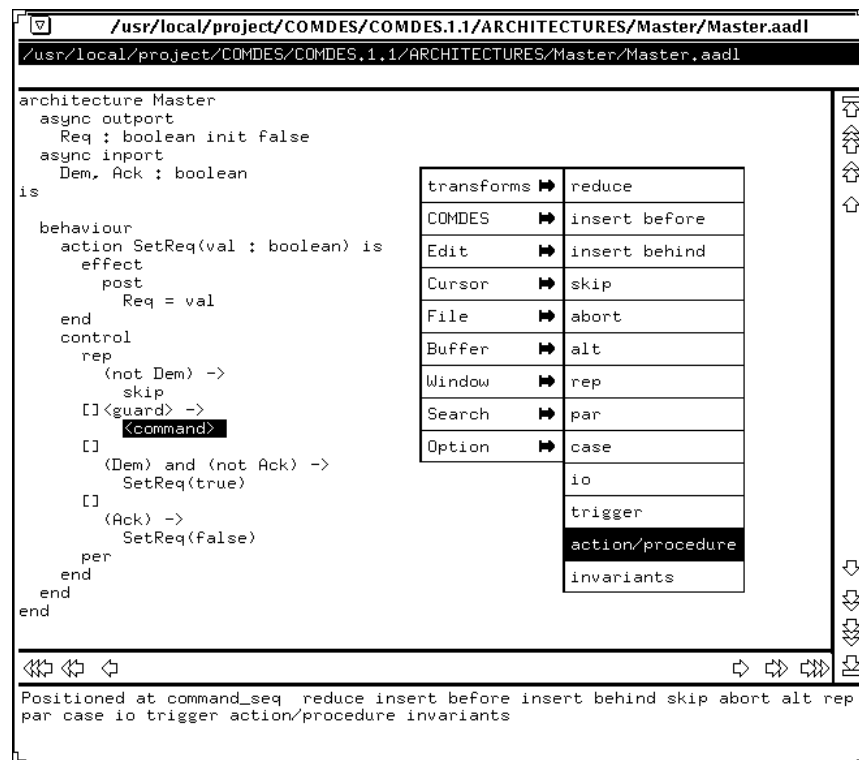 /usr/local/project/COMDES/COMDES.1.1/ARCHITECTURES/Master/Master.aadl
/usr/local/project/COMDES/COMDES.1.1/ARCHITECTURES/Master/Master.aadl
architecture Master
async outport
Req : boolean init false
async inport
Dem, Ack : boolean
is
behaviour
action SetReq(val : boolean) is
effect
post
Req = val
end
control
rep
(not Dem) ->
skip
[]<guard> ->
<command>
[]
(Dem) and (not Ack) ->
SetReq(true)
[]
(Ack) ->
SetReq(false)
per
end
end
end
transforms
COMDES
Edit
Cursor
File
Buffer
Window
Search
Option
reduce
insert before
insert behind
skip
abort
alt
rep
par
case
io
trigger
action/procedure
invariants
Positioned at command_seq reduce insert before insert behind skip abort alt rep
par case io trigger action/procedure invariants